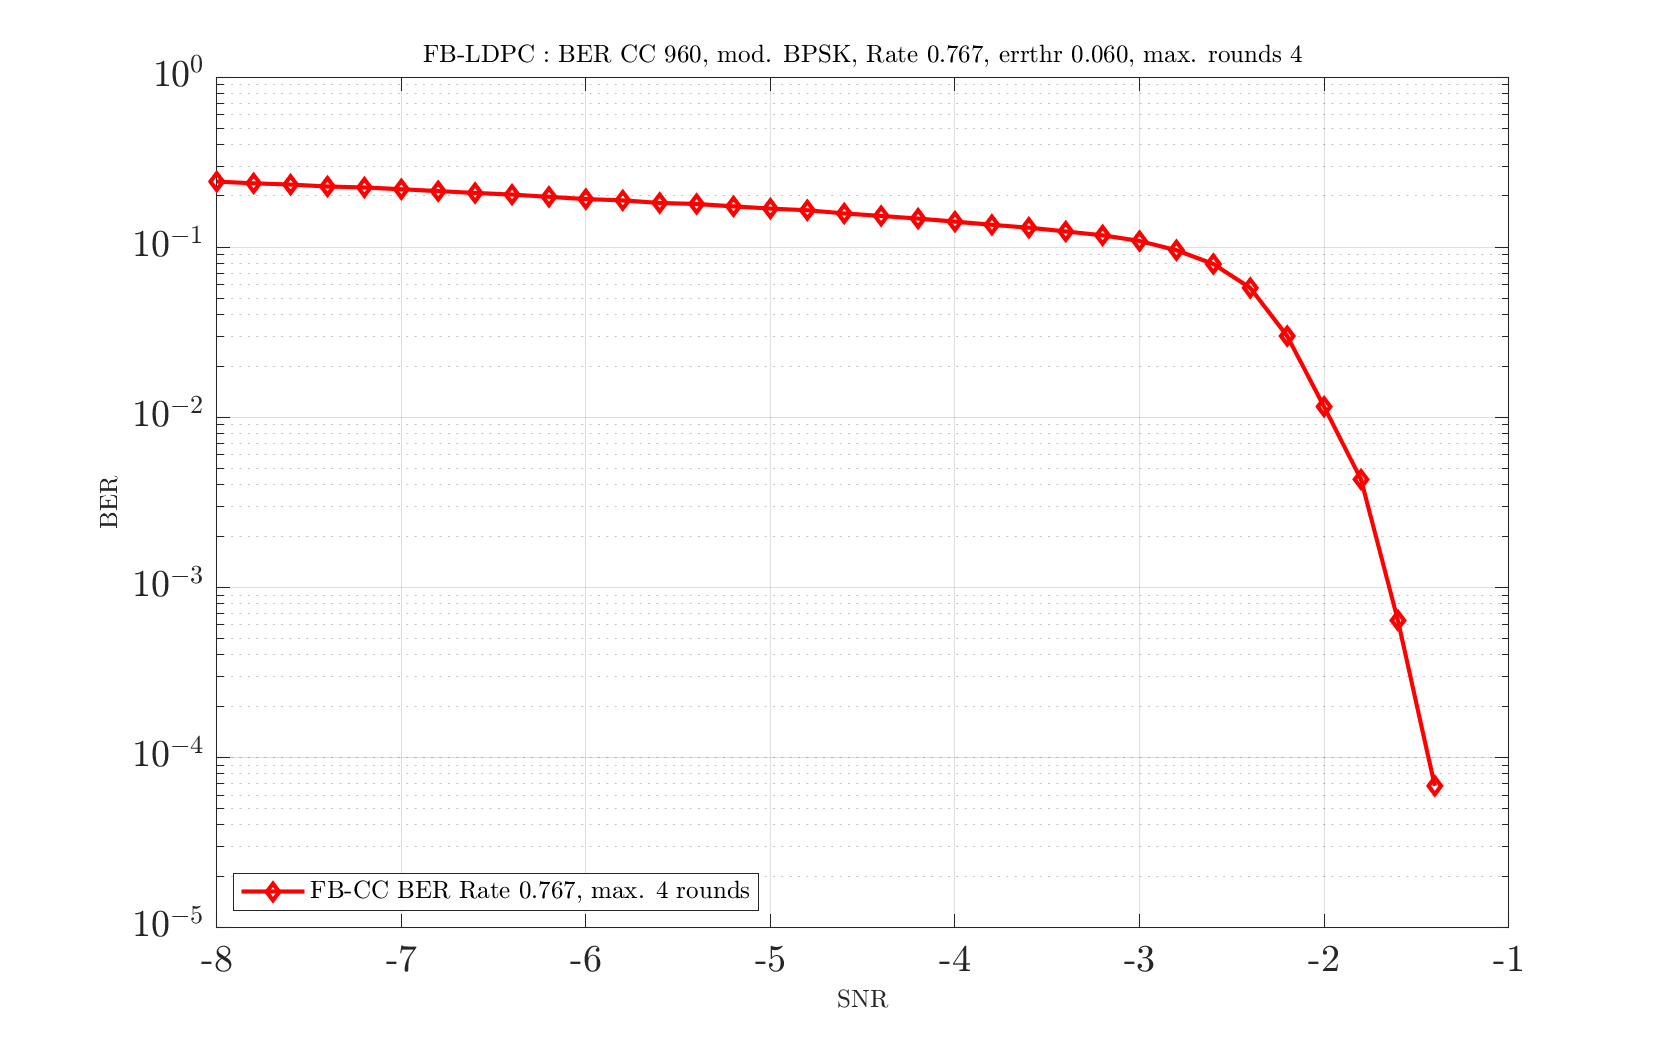 FB-LDPC : BER CC 960, mod. BPSK, Rate 0.767, errthr 0.060, max. rounds 4
10^0
10^-1
10^-2
10^-3
10^-4
10^-5
BER
FB-CC BER Rate 0.767, max. 4 rounds
-8 -7 -6 -5 -4 -3 -2 -1
SNR